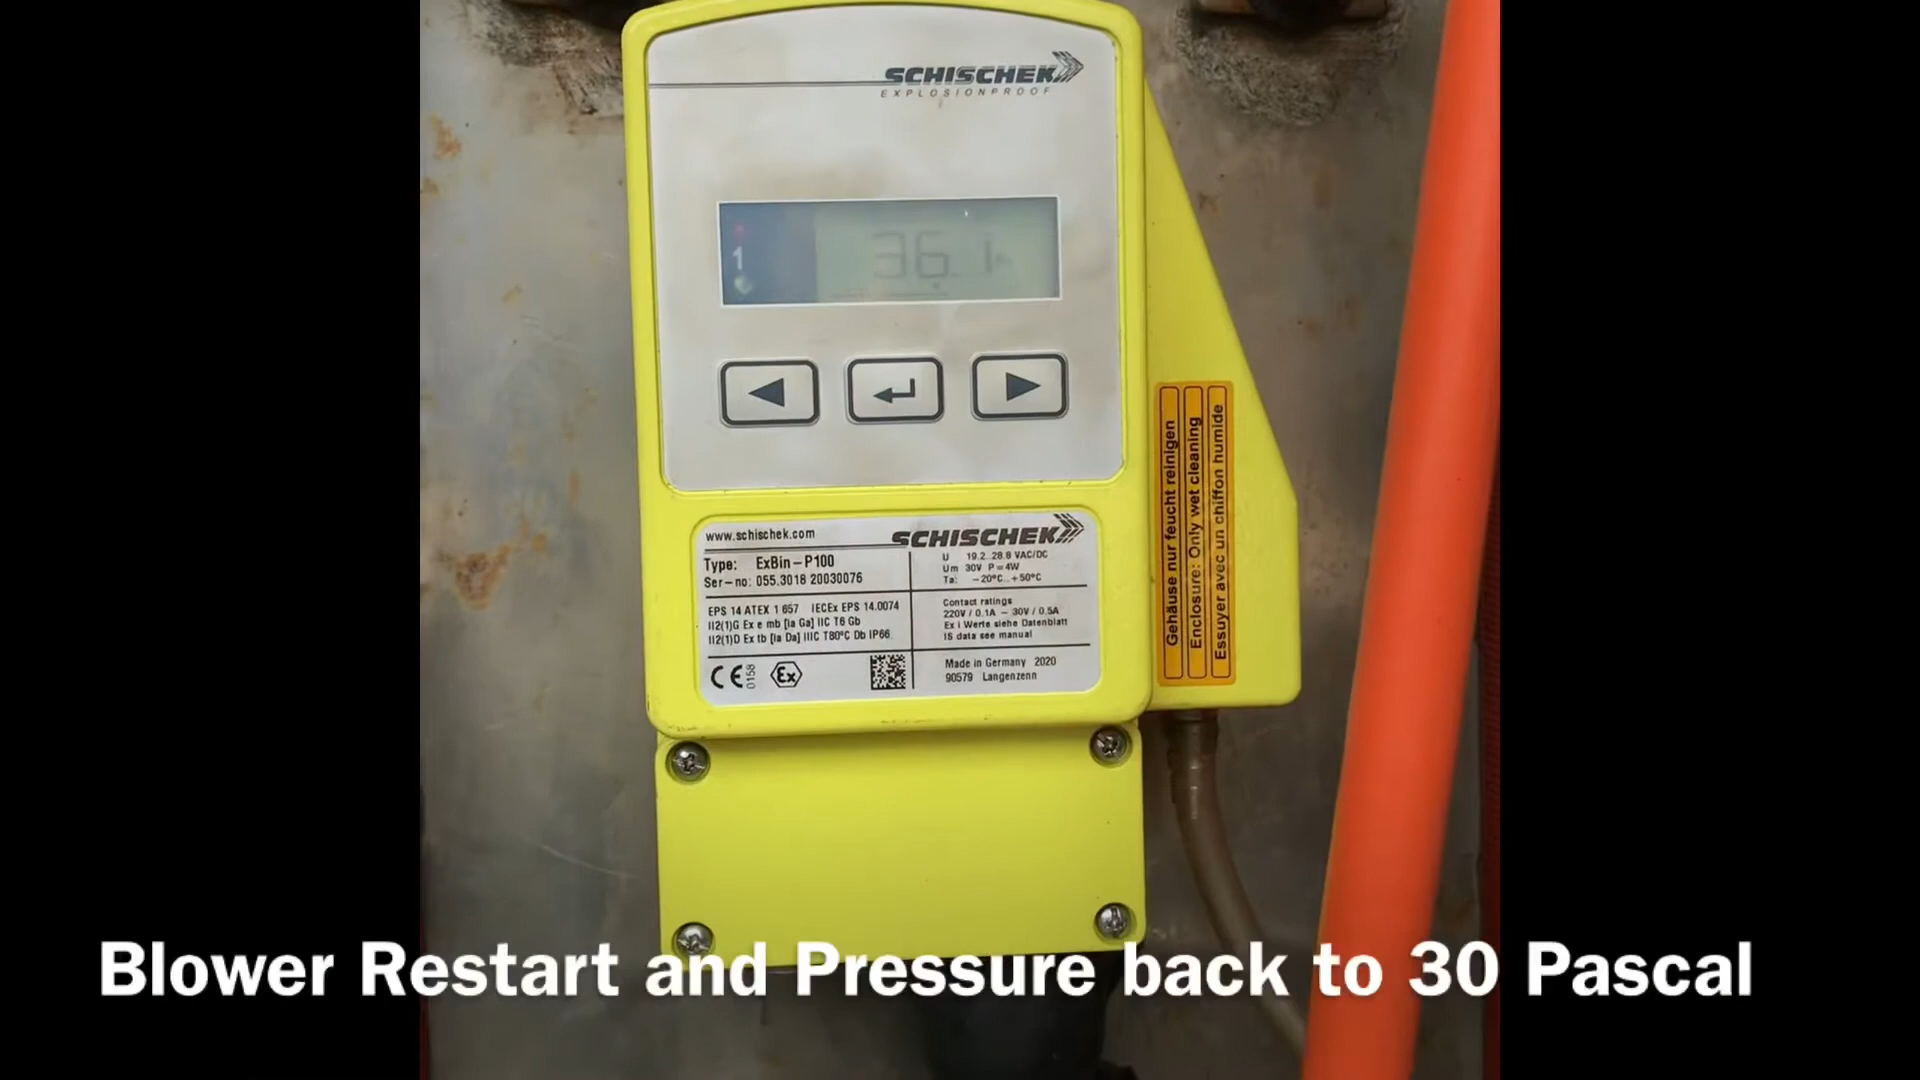 SCHISCHEK
EXPLOSIONPROOF
1
36.1
www.schischek.com
SCHISCHEK
Type: ExBin-P100
Ser-no: 055.3018 20030076
EPS 14 ATEX 1 657 IECEx EPS 14.0074
II2(1)G Ex e mb [ia Ga] IIC T6 Gb
II2(1)D Ex tb [ia Da] IIIC T80°C Db IP66
CE 0158 Ex
U 19.2..28.8 VAC/DC
Um 30V P=4W
Ta: -20°C..+50°C
Contact ratings
220V / 0.1A - 30V / 0.5A
Ex i Werte siehe Datenblatt
IS data see manual
Made in Germany 2020
90579 Langenzenn
Gehäuse nur feucht reinigen
Enclosure: Only wet cleaning
Essuyer avec un chiffon humide
Blower Restart and Pressure back to 30 Pascal